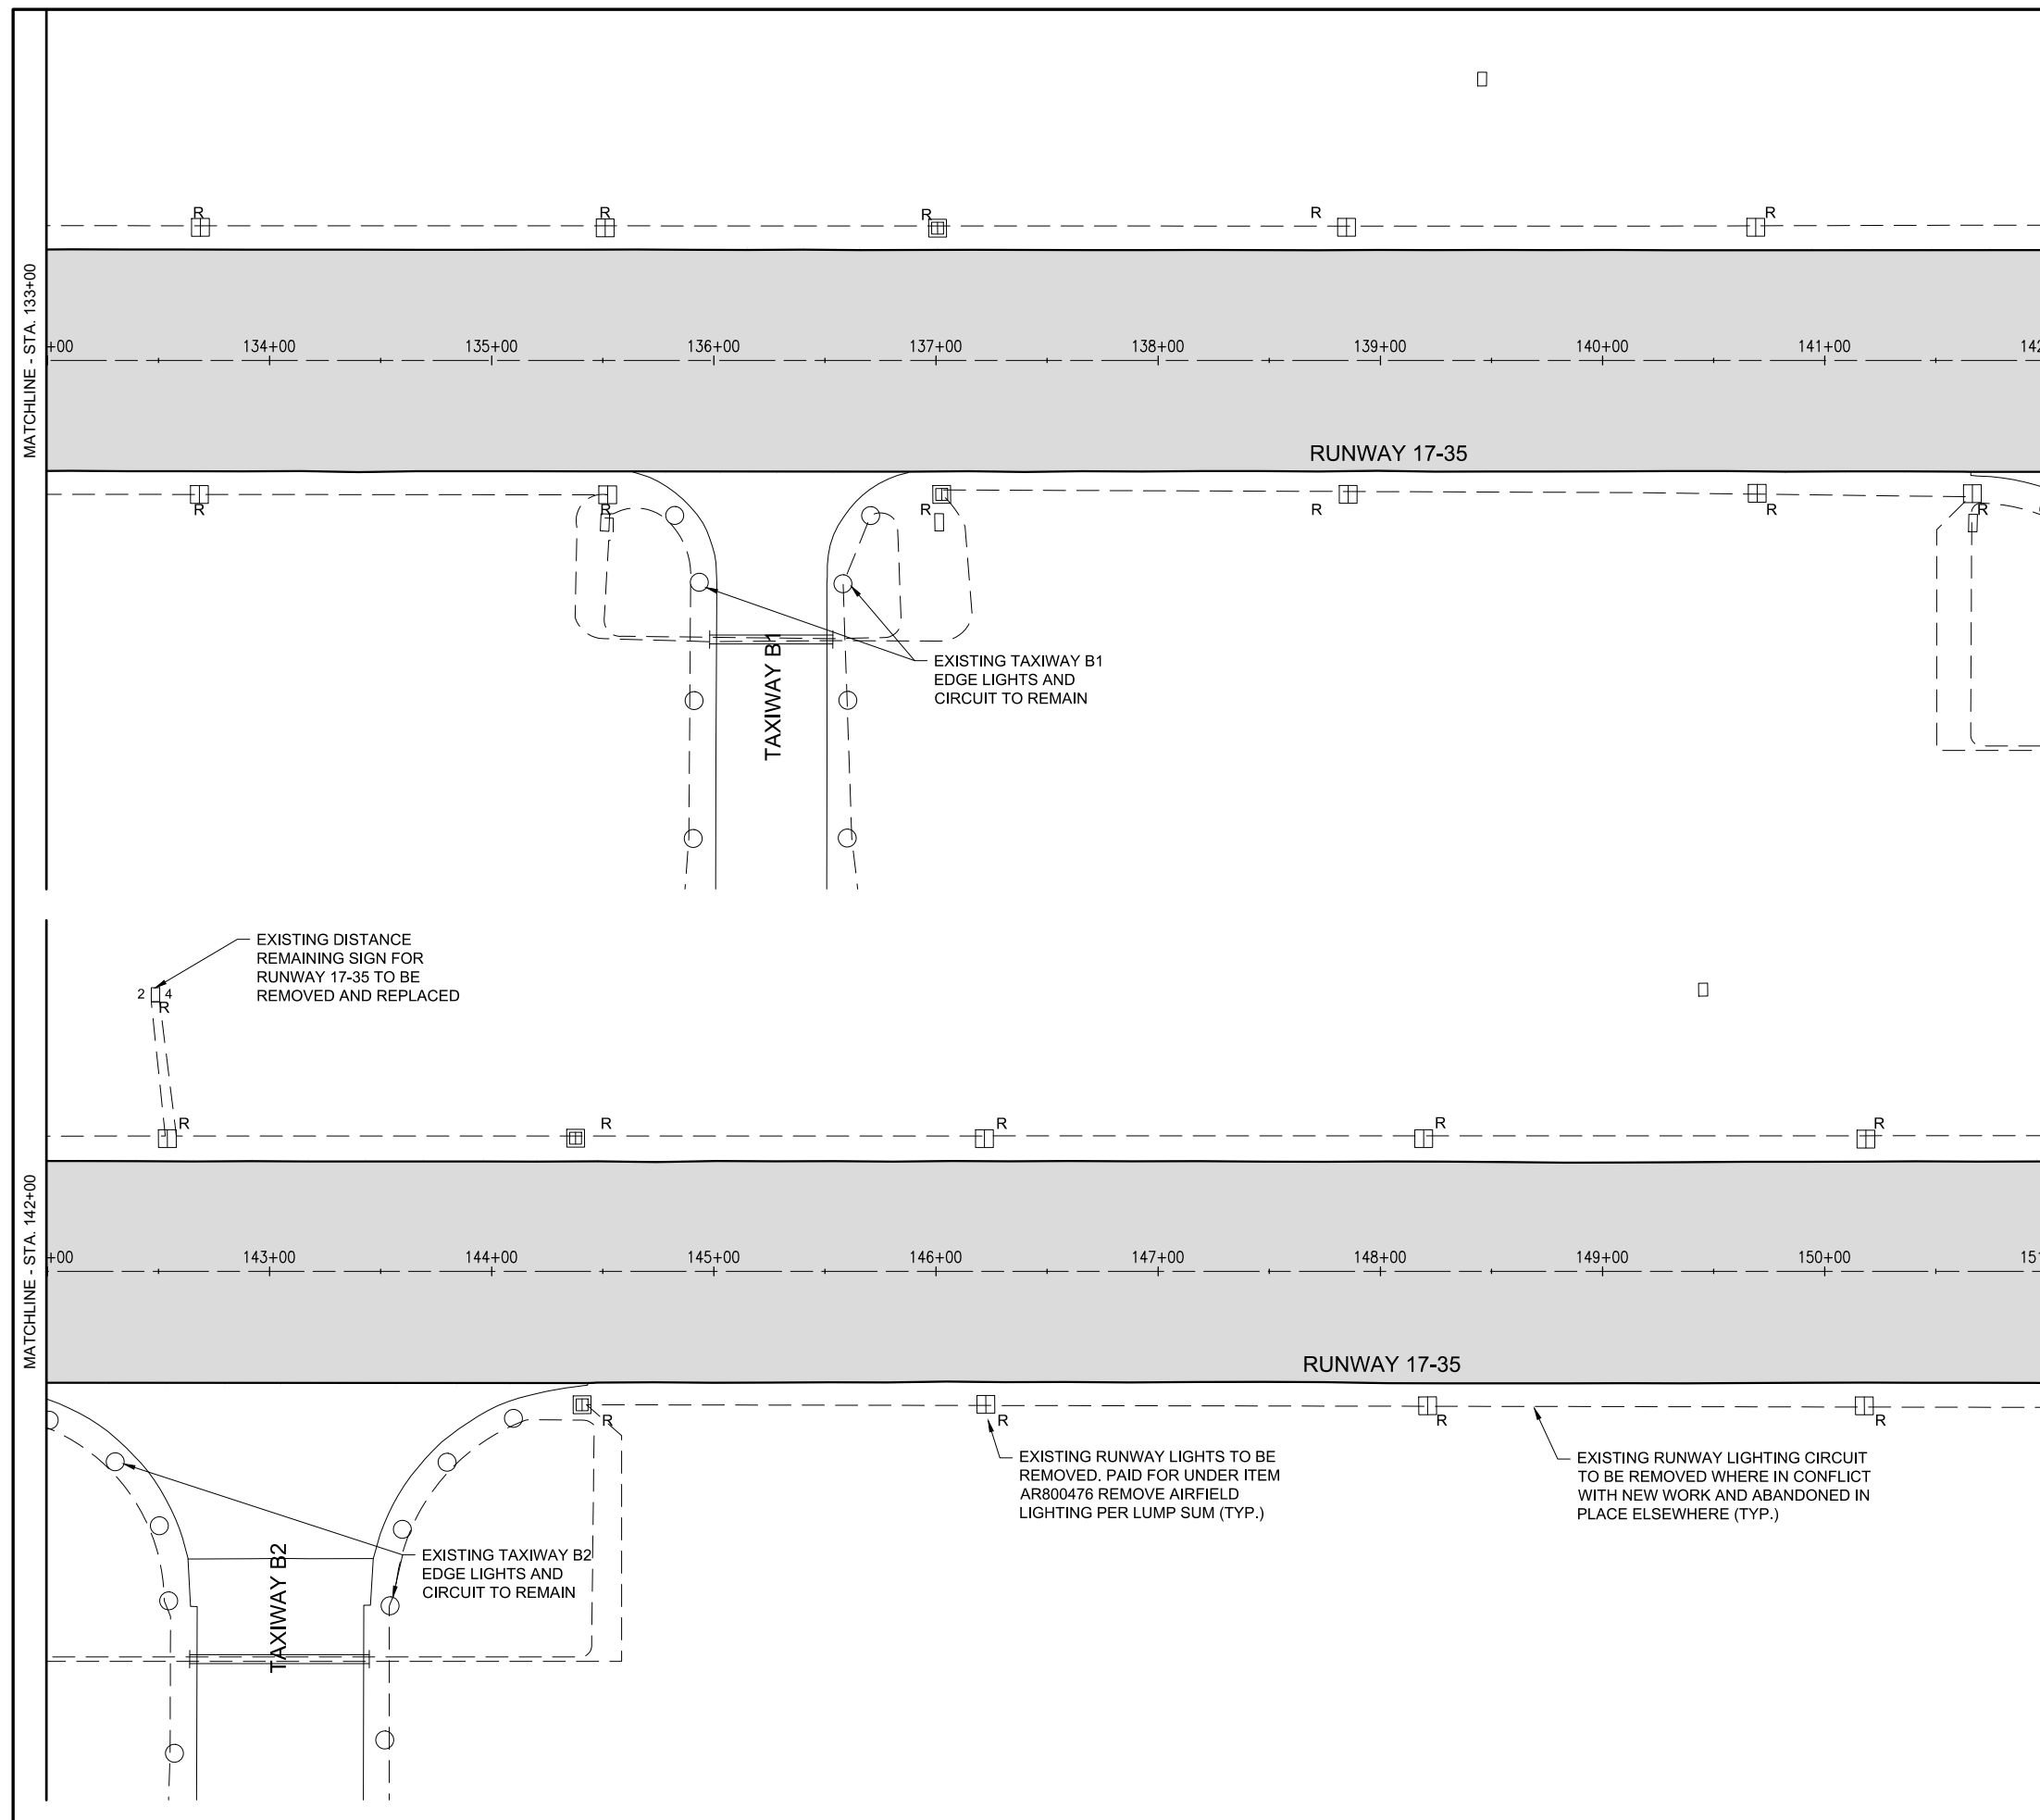 R R R R R
MATCHLINE - STA. 133+00
+00 134+00 135+00 136+00 137+00 138+00 139+00 140+00 141+00 142
RUNWAY 17-35
R R R R R R
TAXIWAY B1
EXISTING TAXIWAY B1
EDGE LIGHTS AND
CIRCUIT TO REMAIN
EXISTING DISTANCE
REMAINING SIGN FOR
RUNWAY 17-35 TO BE
REMOVED AND REPLACED
2 4
R
R R R R R
MATCHLINE - STA. 142+00
+00 143+00 144+00 145+00 146+00 147+00 148+00 149+00 150+00 151
RUNWAY 17-35
R R R R
EXISTING RUNWAY LIGHTS TO BE
REMOVED. PAID FOR UNDER ITEM
AR800476 REMOVE AIRFIELD
LIGHTING PER LUMP SUM (TYP.)
EXISTING RUNWAY LIGHTING CIRCUIT
TO BE REMOVED WHERE IN CONFLICT
WITH NEW WORK AND ABANDONED IN
PLACE ELSEWHERE (TYP.)
TAXIWAY B2
EXISTING TAXIWAY B2
EDGE LIGHTS AND
CIRCUIT TO REMAIN